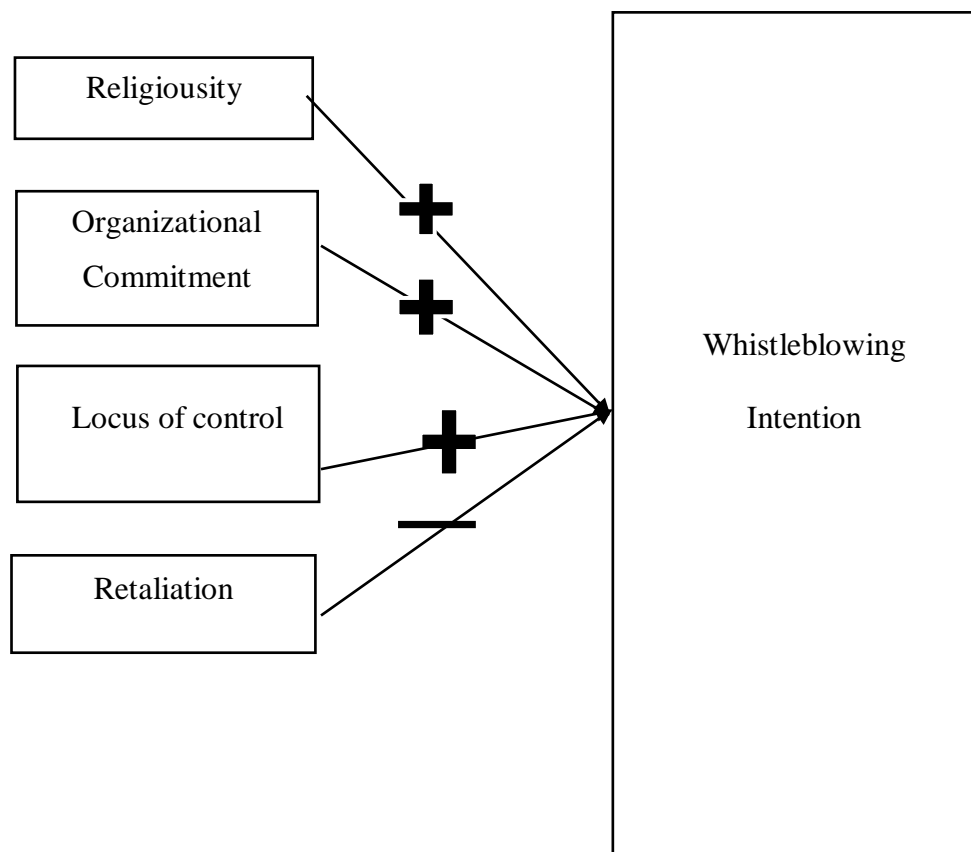 Religiousity
Organizational
Commitment
Locus of control
Retaliation
Whistleblowing
Intention